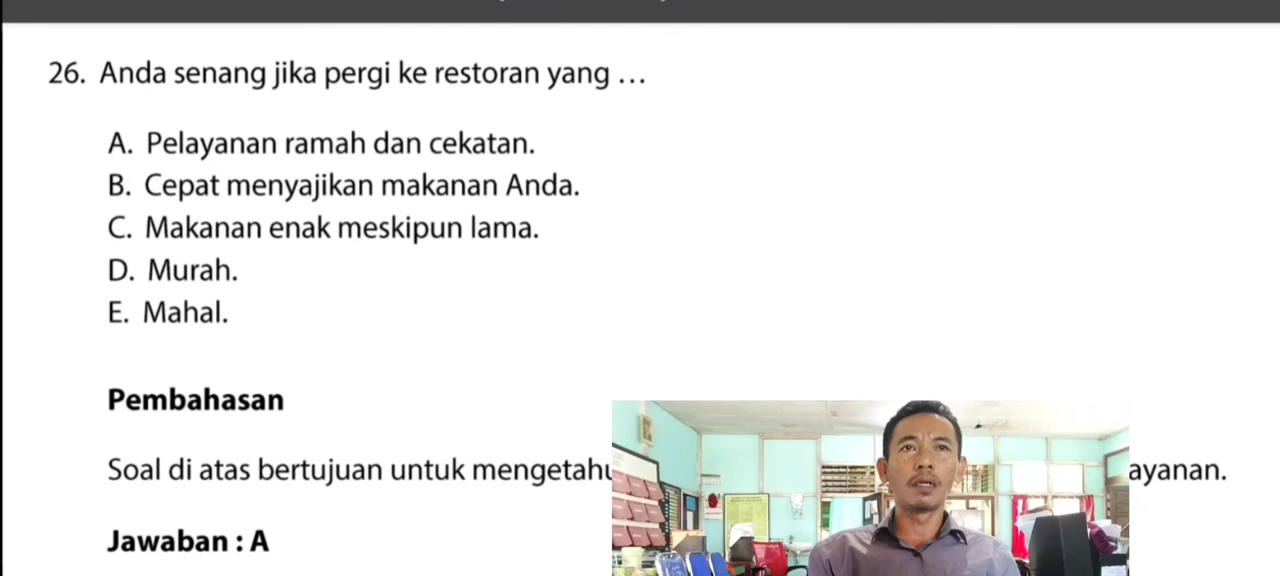 26. Anda senang jika pergi ke restoran yang …
A. Pelayanan ramah dan cekatan.
B. Cepat menyajikan makanan Anda.
C. Makanan enak meskipun lama.
D. Murah.
E. Mahal.
Pembahasan
Soal di atas bertujuan untuk mengetahu ayanan.
Jawaban : A